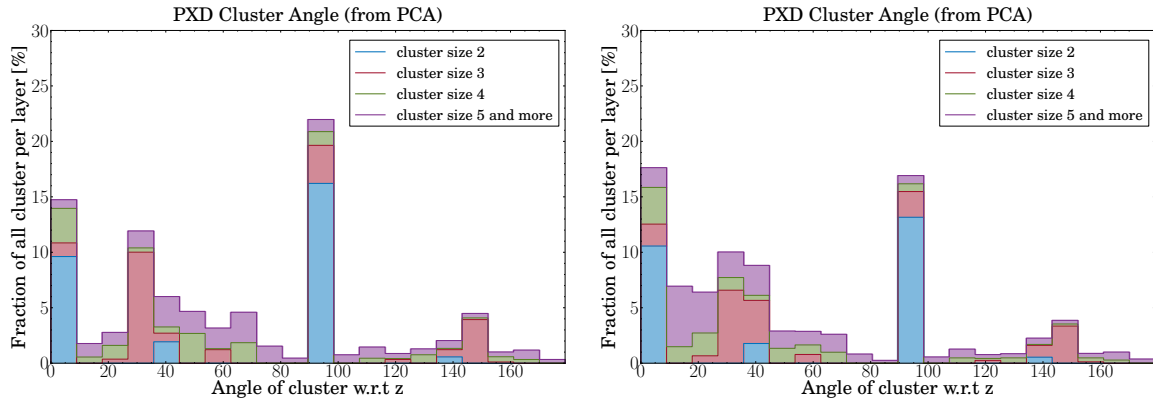 PXD Cluster Angle (from PCA)
30
25
20
15
10
5
0
Fraction of all cluster per layer [%]
cluster size 2
cluster size 3
cluster size 4
cluster size 5 and more
0 20 40 60 80 100 120 140 160
Angle of cluster w.r.t z
PXD Cluster Angle (from PCA)
30
25
20
15
10
5
0
Fraction of all cluster per layer [%]
cluster size 2
cluster size 3
cluster size 4
cluster size 5 and more
0 20 40 60 80 100 120 140 160
Angle of cluster w.r.t z